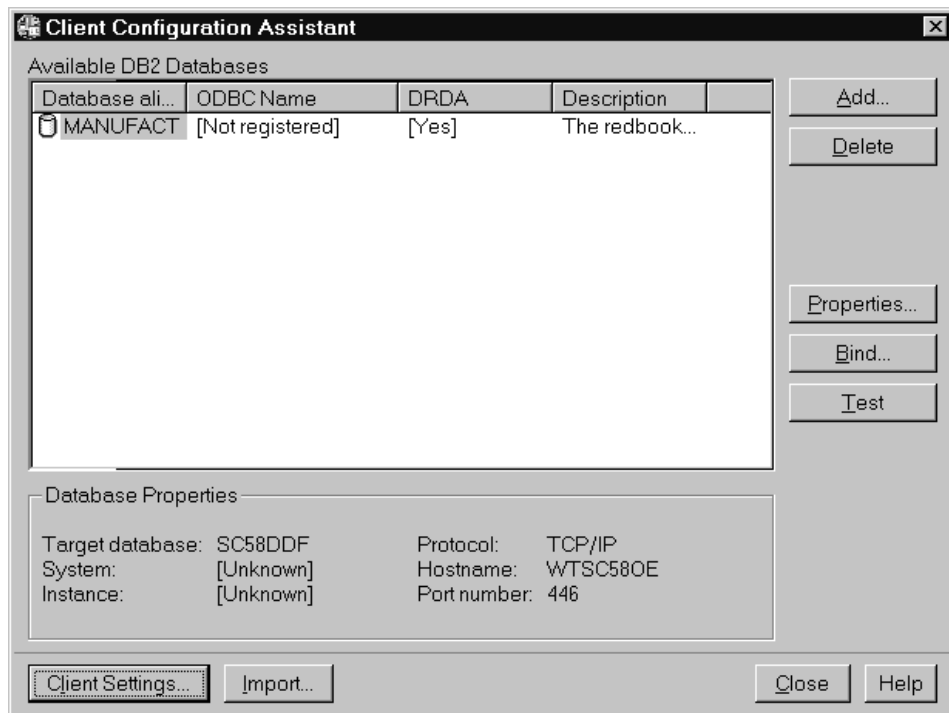 Client Configuration Assistant
Available DB2 Databases
Database ali... ODBC Name DRDA Description
MANUFACT [Not registered] [Yes] The redbook...
Add...
Delete
Properties...
Bind...
Test
Database Properties
Target database: SC58DDF Protocol: TCP/IP
System: [Unknown] Hostname: WTSC58OE
Instance: [Unknown] Port number: 446
Client Settings... Import... Close Help